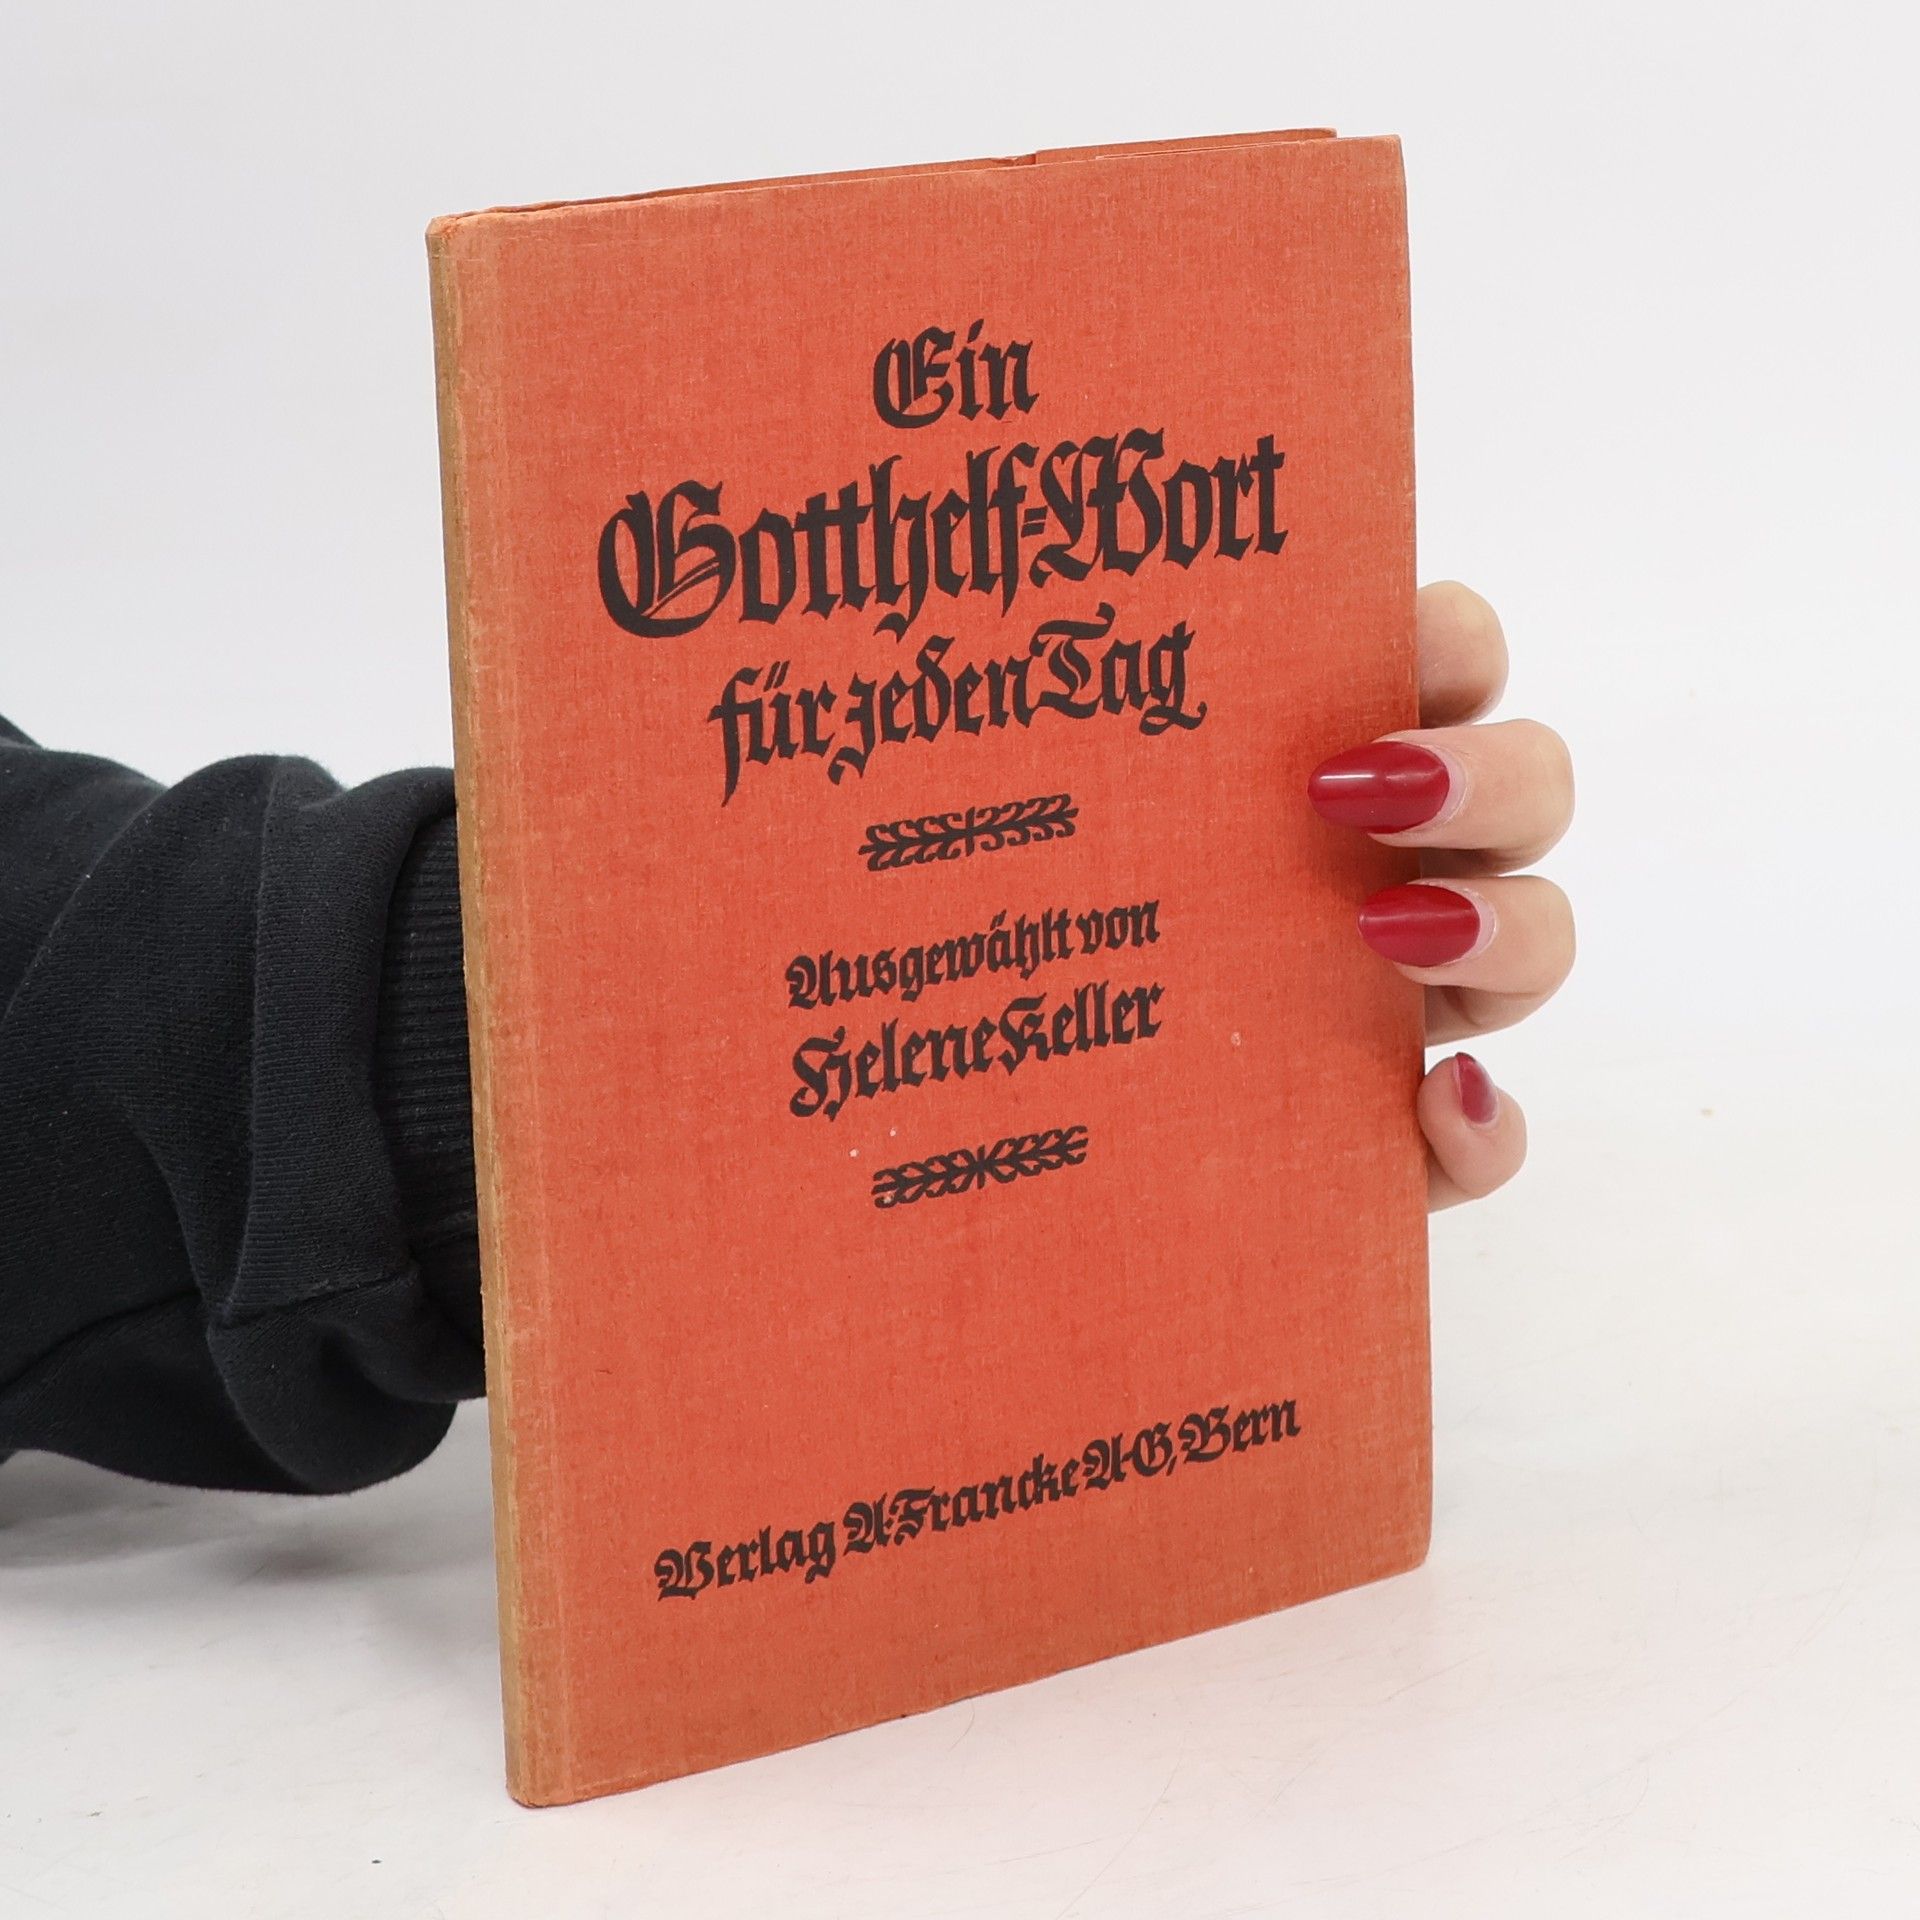 Ein
Gotthelf=Wort
für jeden Tag
Ausgewählt von
Helene Keller
Verlag A. Francke A-G, Bern